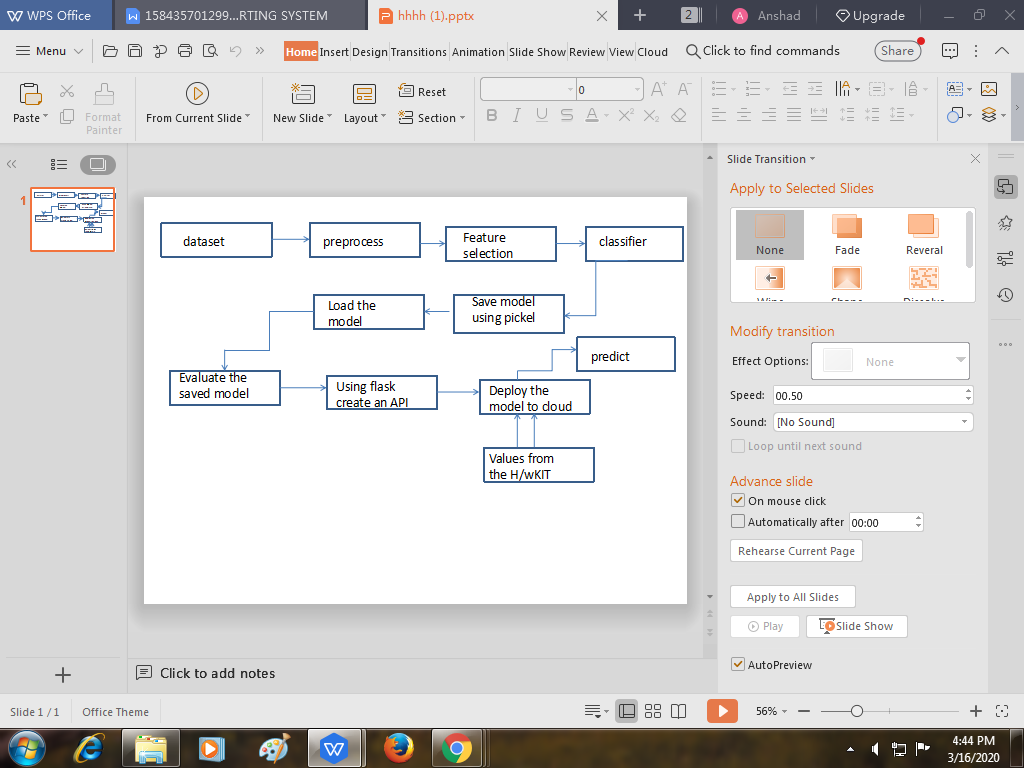 WPS Office
158435701299...RTING SYSTEM
hhhh (1).pptx
2
A
Anshad
Upgrade
Menu
Home
Insert
Design
Transitions
Animation
Slide Show
Review
View
Cloud
Click to find commands
Share
Paste
Format
Painter
From Current Slide
New Slide
Layout
Reset
Section
0
B I U S A X² X₂
A⁺ A⁻
Slide Transition
Apply to Selected Slides
None
Fade
Reveral
Modify transition
Effect Options:
None
Speed:
00.50
Sound:
[No Sound]
Loop until next sound
Advance slide
On mouse click
Automatically after
00:00
Rehearse Current Page
Apply to All Slides
Play
Slide Show
AutoPreview
1
dataset
preprocess
Feature
selection
classifier
Load the
model
Save model
using pickel
predict
Evaluate the
saved model
Using flask
create an API
Deploy the
model to cloud
Values from
the H/wKIT
Click to add notes
Slide 1 / 1
Office Theme
56%
4:44 PM
3/16/2020